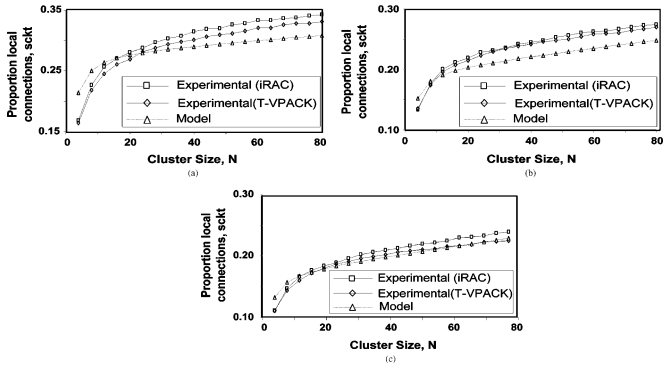 0.35
0.25
0.15
Proportion local
connections, sckt
Experimental (iRAC)
Experimental(T-VPACK)
Model
0 20 40 60 80
Cluster Size, N
(a)
0.30
0.20
0.10
Proportion local
connections, sckt
Experimental (iRAC)
Experimental(T-VPACK)
Model
0 20 40 60 80
Cluster Size, N
(b)
0.30
0.20
0.10
Proportion local
connections, sckt
Experimental (iRAC)
Experimental(T-VPACK)
Model
0 20 40 60 80
Cluster Size, N
(c)